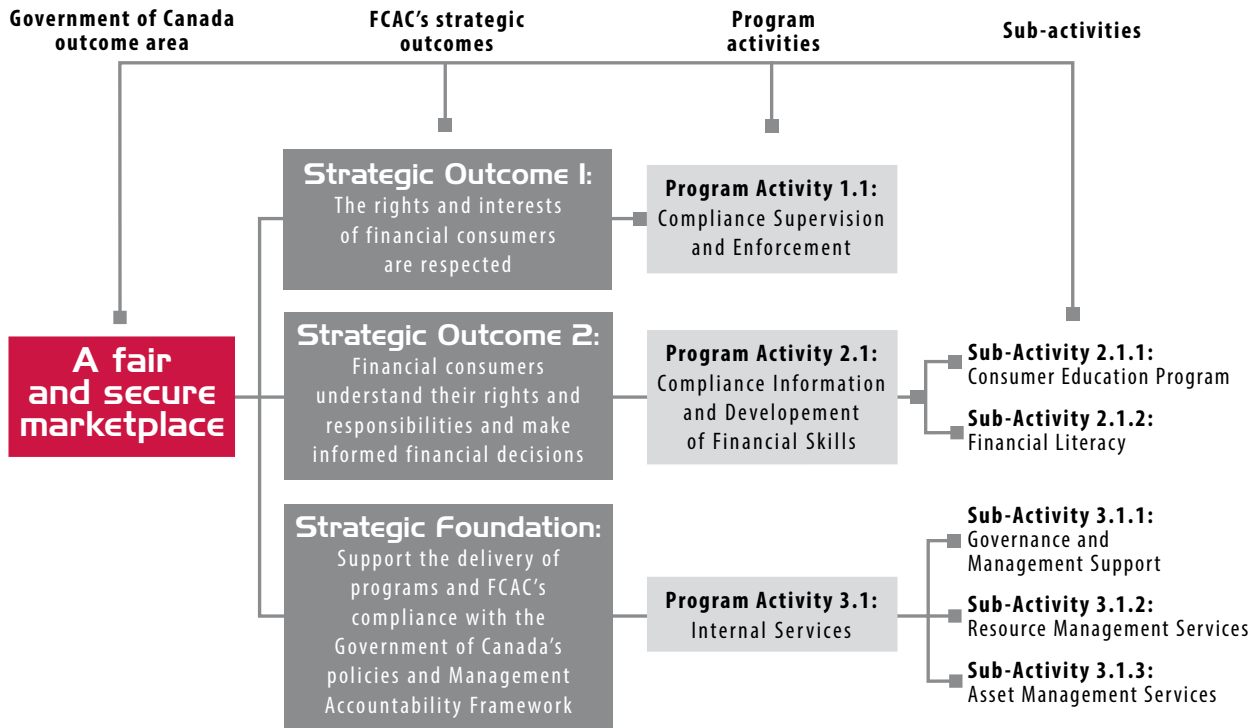 Government of Canada
outcome area
FCAC's strategic
outcomes
Program
activities
Sub-activities
A fair
and secure
marketplace
Strategic Outcome 1:
The rights and interests
of financial consumers
are respected
Program Activity 1.1:
Compliance Supervision
and Enforcement
Strategic Outcome 2:
Financial consumers
understand their rights and
responsibilities and make
informed financial decisions
Program Activity 2.1:
Compliance Information
and Developement
of Financial Skills
Sub-Activity 2.1.1:
Consumer Education Program
Sub-Activity 2.1.2:
Financial Literacy
Strategic Foundation:
Support the delivery of
programs and FCAC's
compliance with the
Government of Canada's
policies and Management
Accountability Framework
Program Activity 3.1:
Internal Services
Sub-Activity 3.1.1:
Governance and
Management Support
Sub-Activity 3.1.2:
Resource Management Services
Sub-Activity 3.1.3:
Asset Management Services